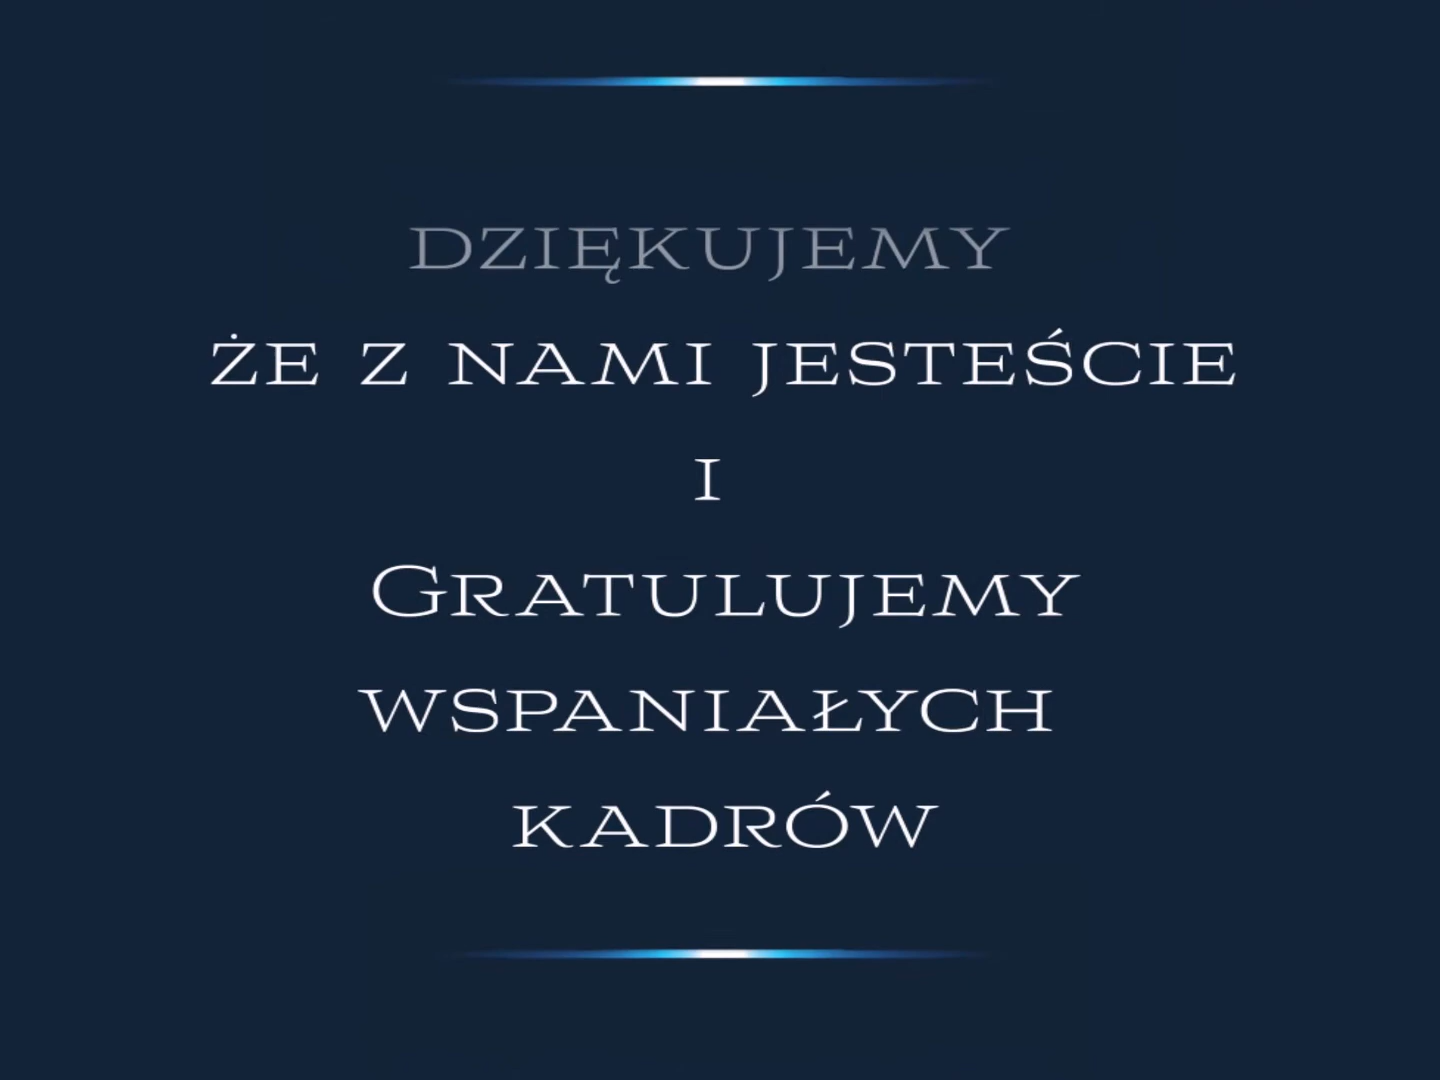 DZIĘKUJEMY
ŻE Z NAMI JESTEŚCIE
I
GRATULUJEMY
WSPANIAŁYCH
KADRÓW